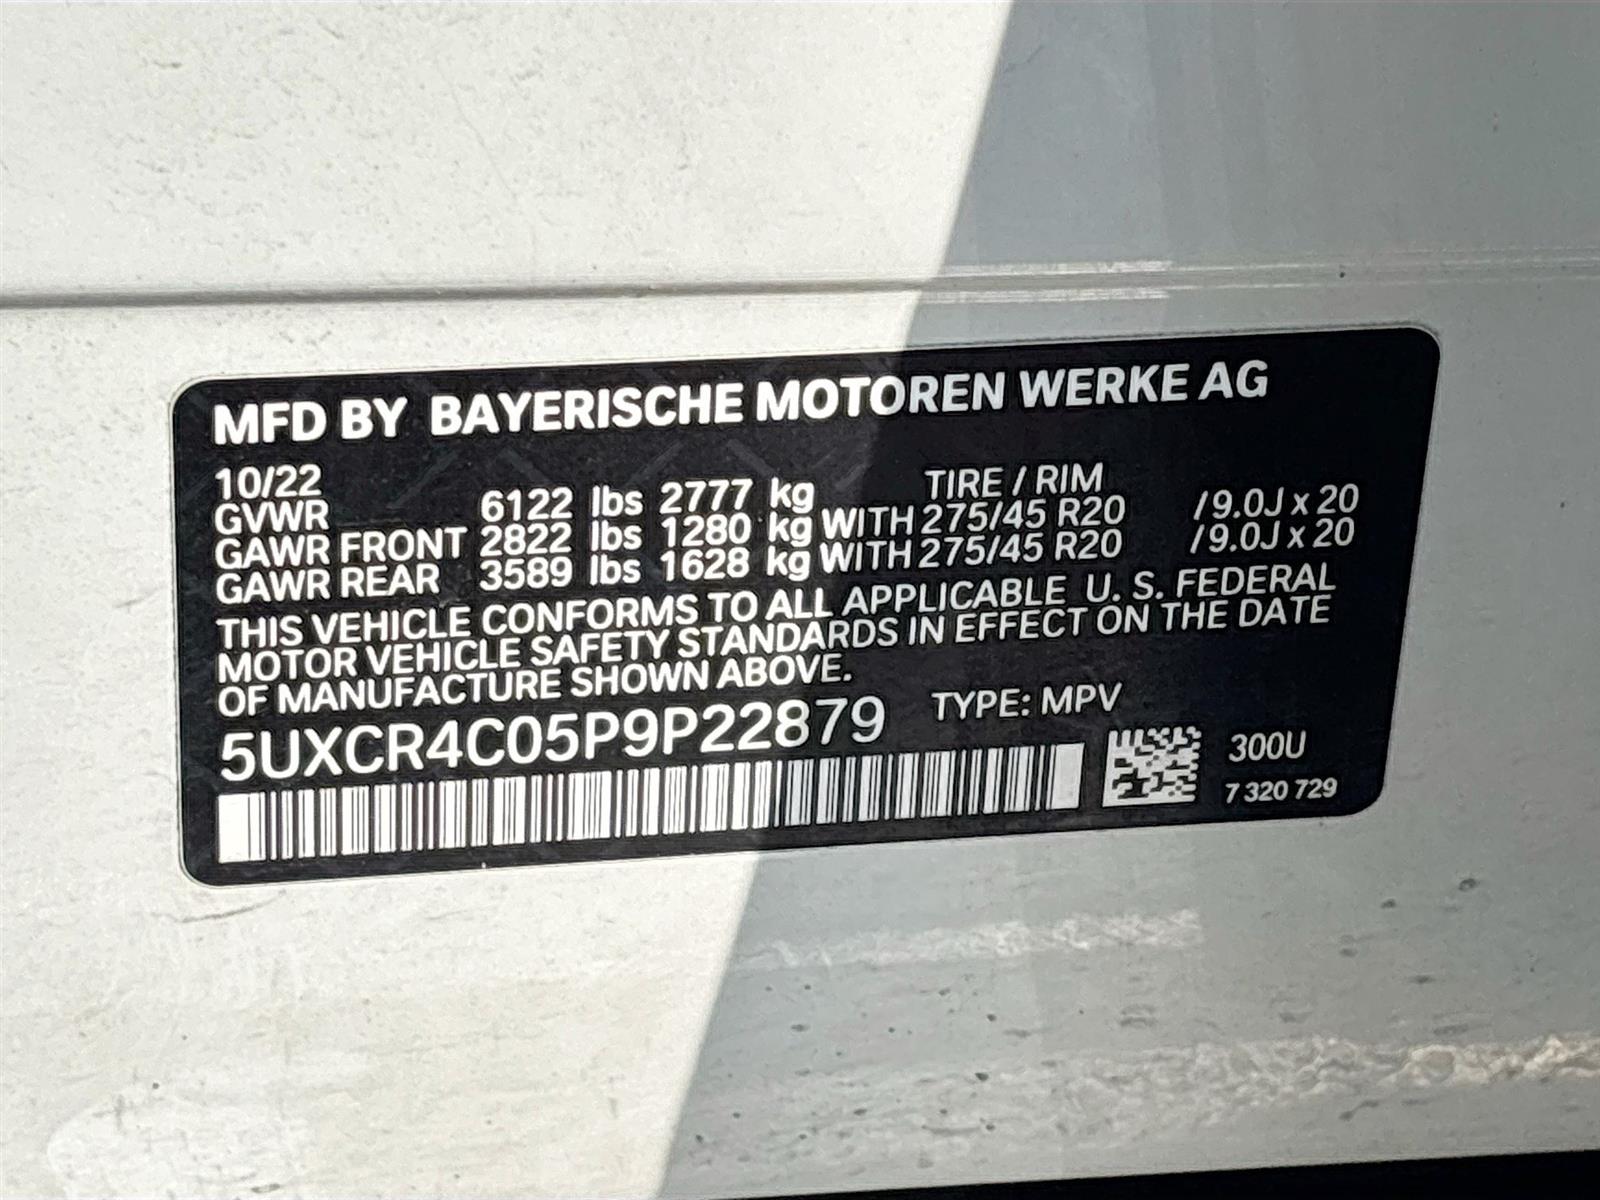 MFD BY BAYERISCHE MOTOREN WERKE AG
10/22 TIRE / RIM
GVWR 6122 lbs 2777 kg
GAWR FRONT 2822 lbs 1280 kg WITH 275/45 R20 /9.0J x 20
GAWR REAR 3589 lbs 1628 kg WITH 275/45 R20 /9.0J x 20
THIS VEHICLE CONFORMS TO ALL APPLICABLE U. S. FEDERAL
MOTOR VEHICLE SAFETY STANDARDS IN EFFECT ON THE DATE
OF MANUFACTURE SHOWN ABOVE.
5UXCR4C05P9P22879 TYPE: MPV
300U
7 320 729